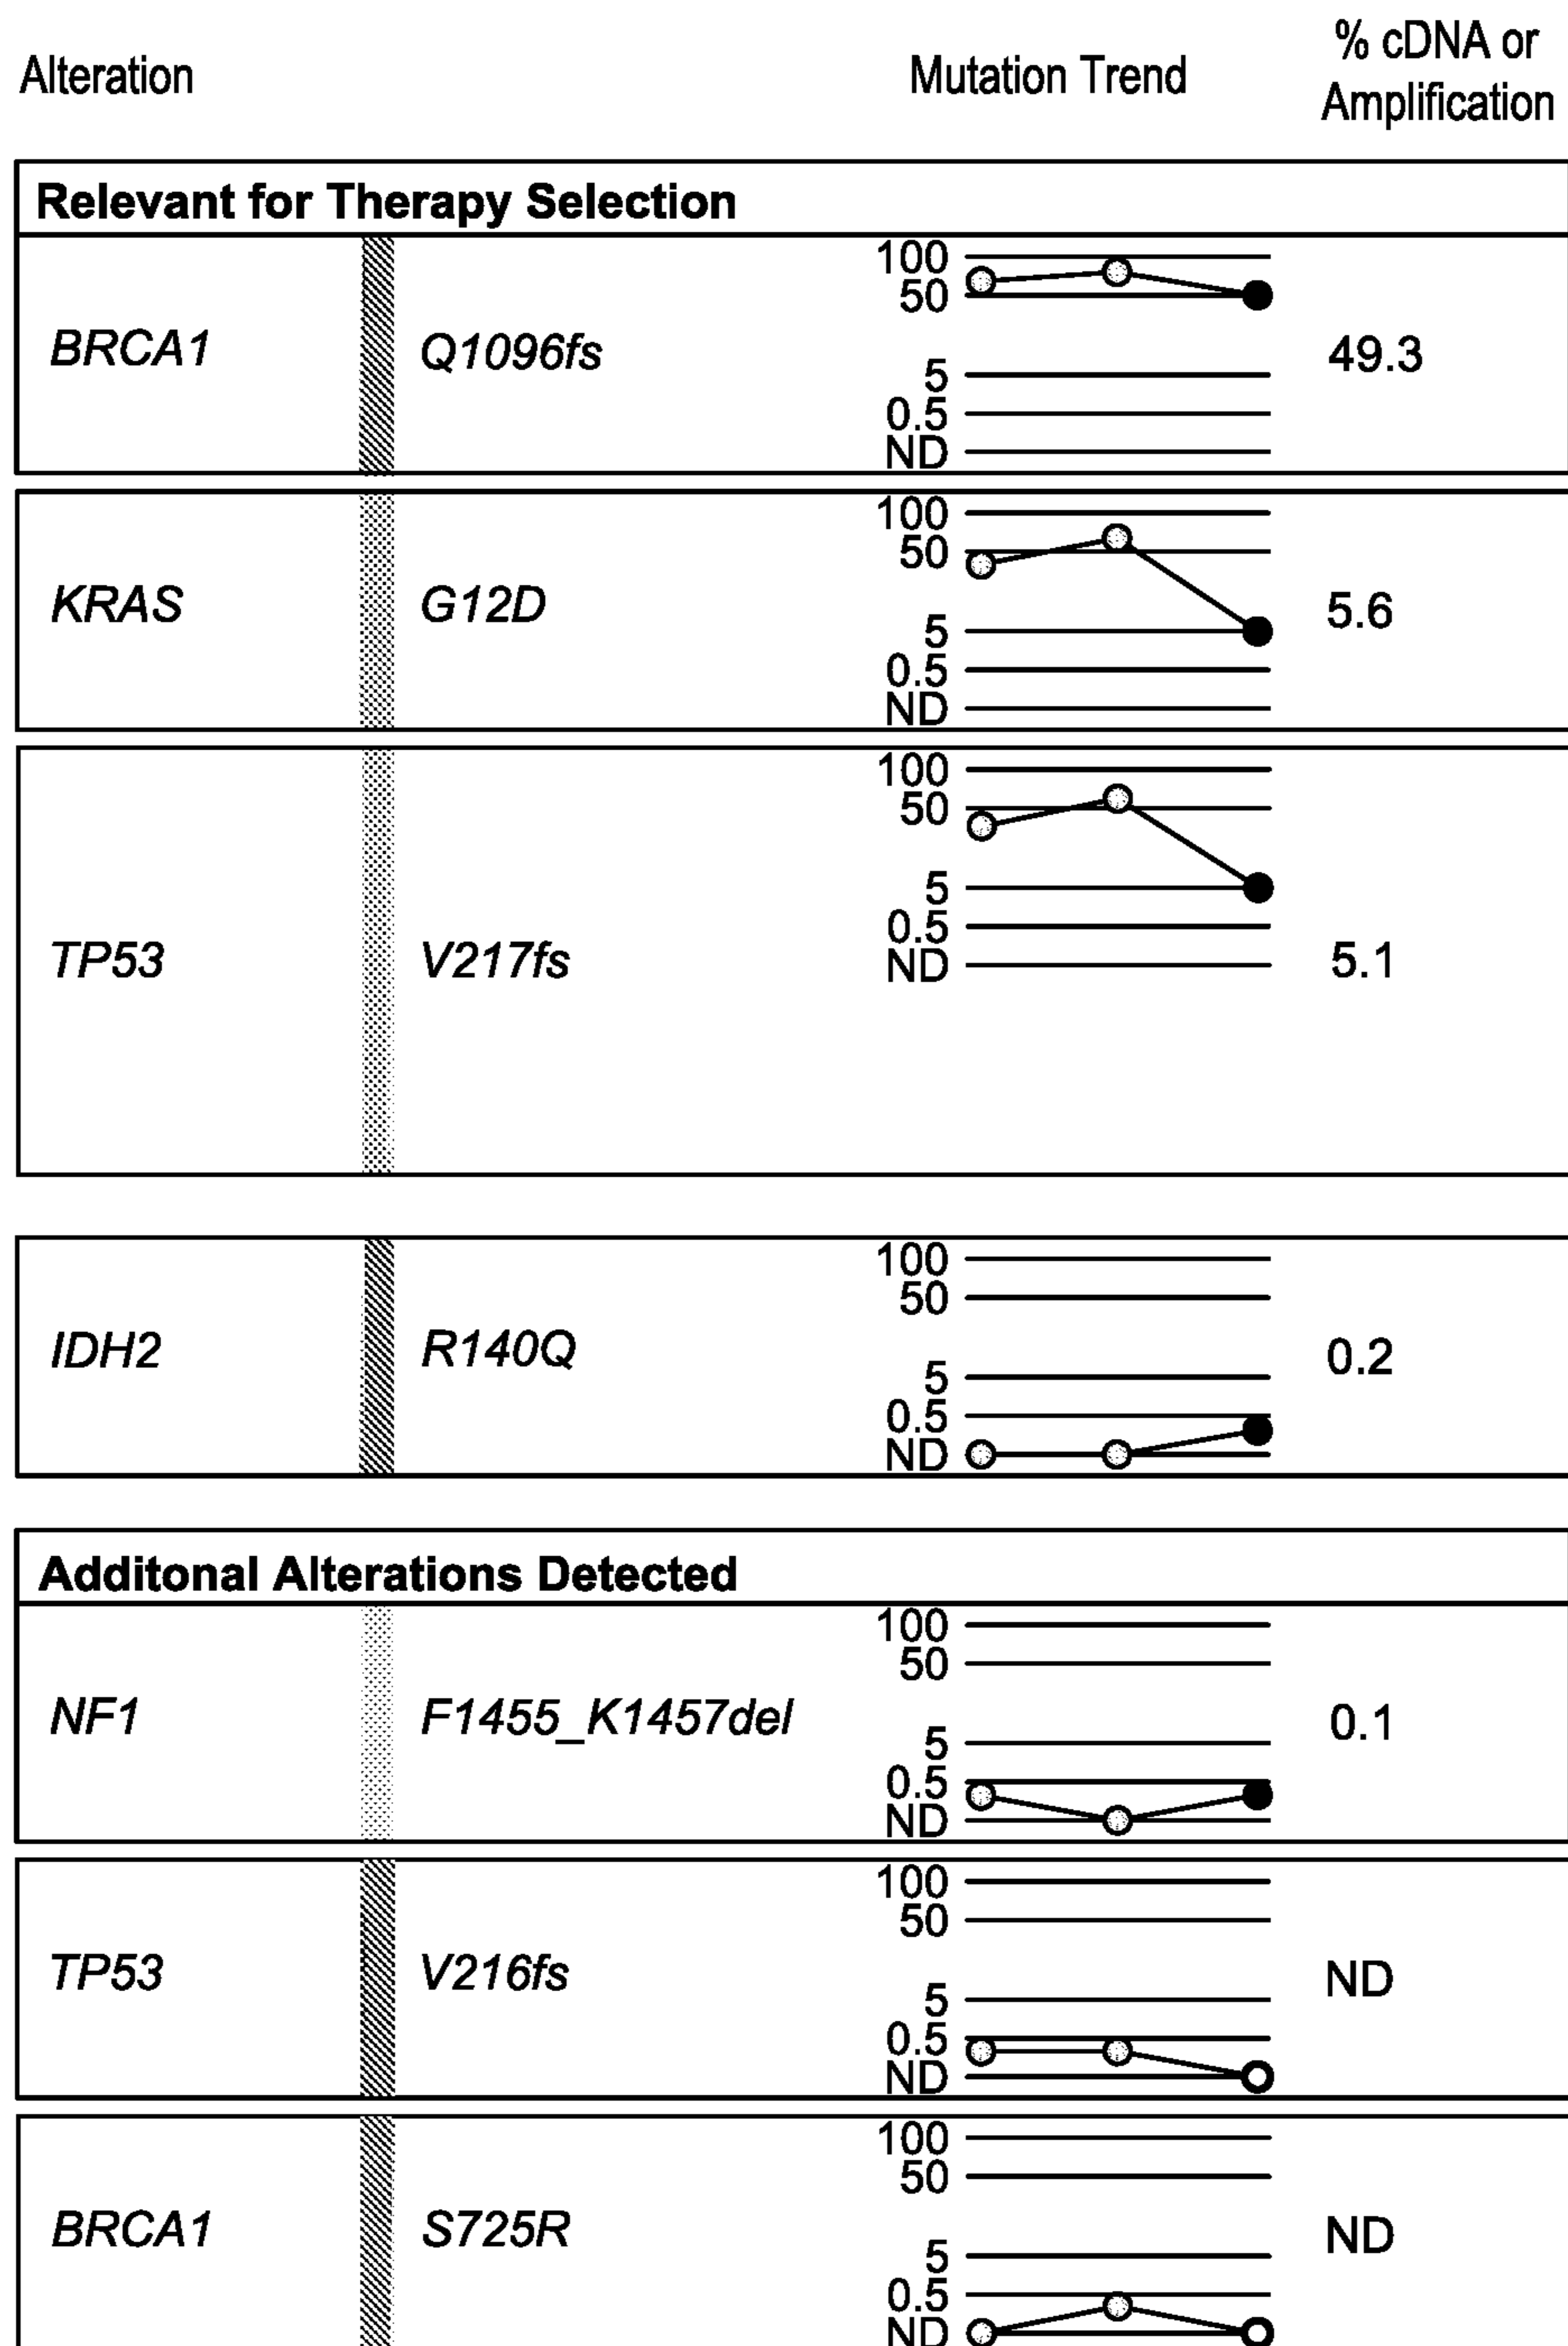 Alteration Mutation Trend % cDNA or
Amplification
Relevant for Therapy Selection
100
50
BRCA1 Q1096fs 49.3
5
0.5
ND
100
50
KRAS G12D 5.6
5
0.5
ND
100
50
5
0.5
TP53 V217fs ND 5.1
100
50
IDH2 R140Q 0.2
5
0.5
ND
Additonal Alterations Detected
100
50
NF1 F1455_K1457del 0.1
5
0.5
ND
100
50
TP53 V216fs ND
5
0.5
ND
100
50
BRCA1 S725R ND
5
0.5
ND